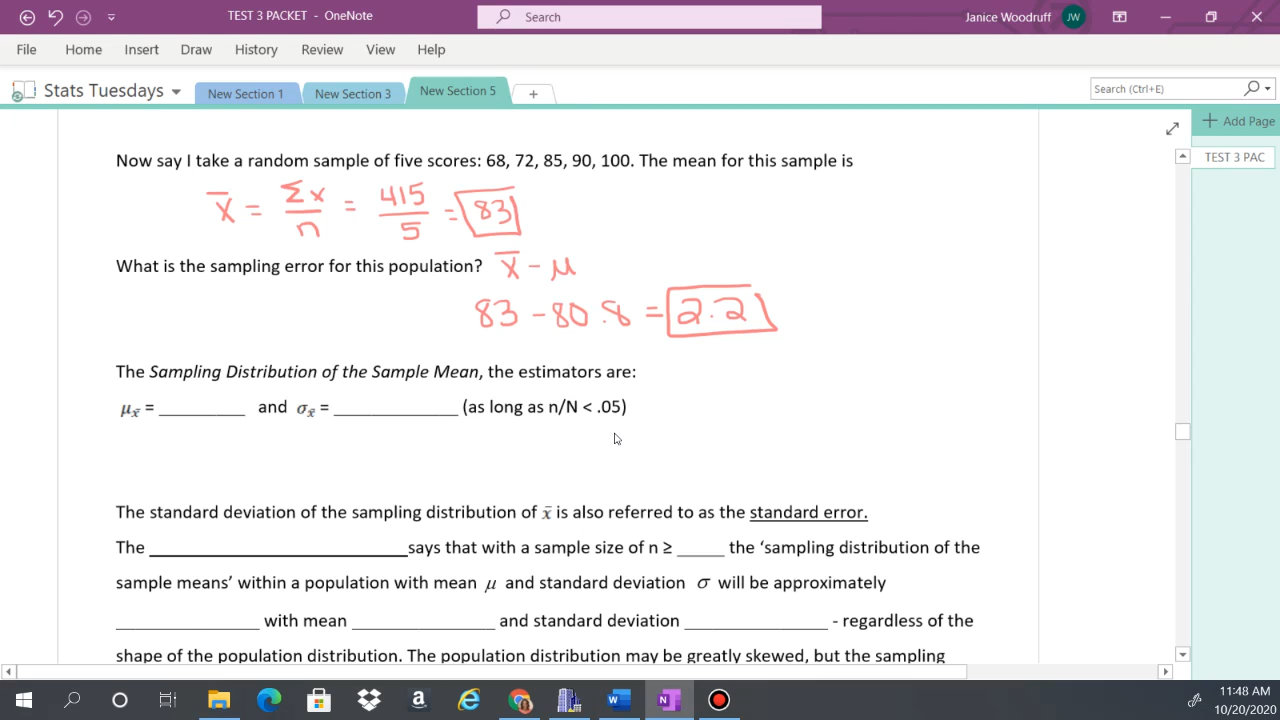 TEST 3 PACKET - OneNote
Search
Janice Woodruff
JW
File Home Insert Draw History Review View Help
Stats Tuesdays
New Section 1
New Section 3
New Section 5
+
Search (Ctrl+E)
+ Add Page
TEST 3 PAC
Now say I take a random sample of five scores: 68, 72, 85, 90, 100. The mean for this sample is
x̄ = Σx/n = 415/5 = 83
What is the sampling error for this population? x̄ - μ
83 - 80.8 = 2.2
The Sampling Distribution of the Sample Mean, the estimators are:
μx̄ = _________ and σx̄ = _____________ (as long as n/N < .05)
The standard deviation of the sampling distribution of x̄ is also referred to as the standard error.
The ___________________________says that with a sample size of n ≥ _____ the ‘sampling distribution of the
sample means’ within a population with mean μ and standard deviation σ will be approximately
_______________ with mean _______________ and standard deviation _______________ - regardless of the
shape of the population distribution. The population distribution may be greatly skewed, but the sampling
11:48 AM
10/20/2020